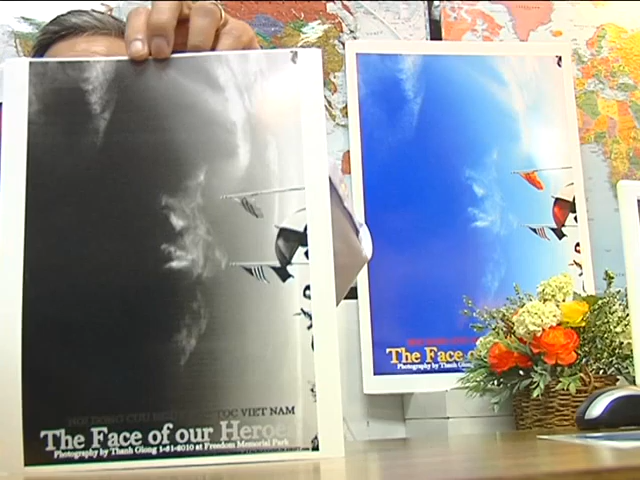 TỘC VIET NAM
The Face of our Heroes
Photography by Thanh Giong 1-31-2010 at Freedom Memorial Park
The Face o
Photography by Thanh Giong